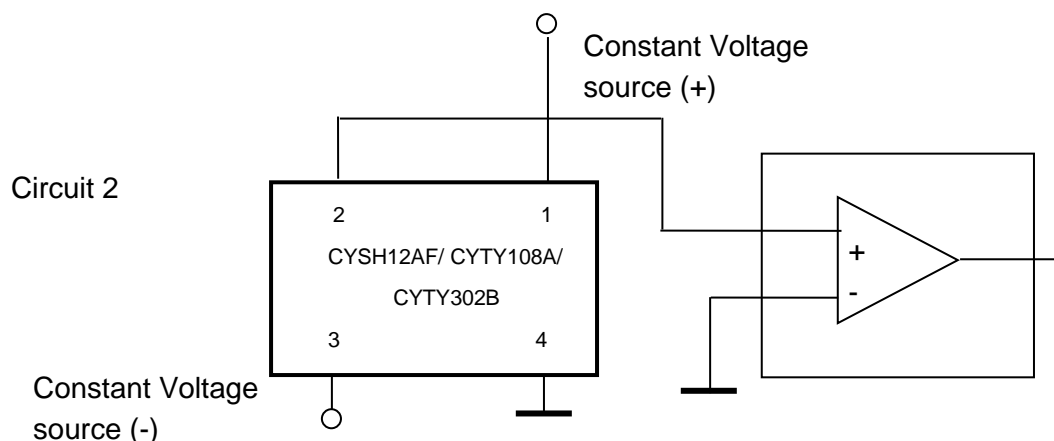 Constant Voltage
source (+)
Circuit 2
2 1
CYSH12AF/ CYTY108A/
CYTY302B
3 4
+
-
Constant Voltage
source (-)